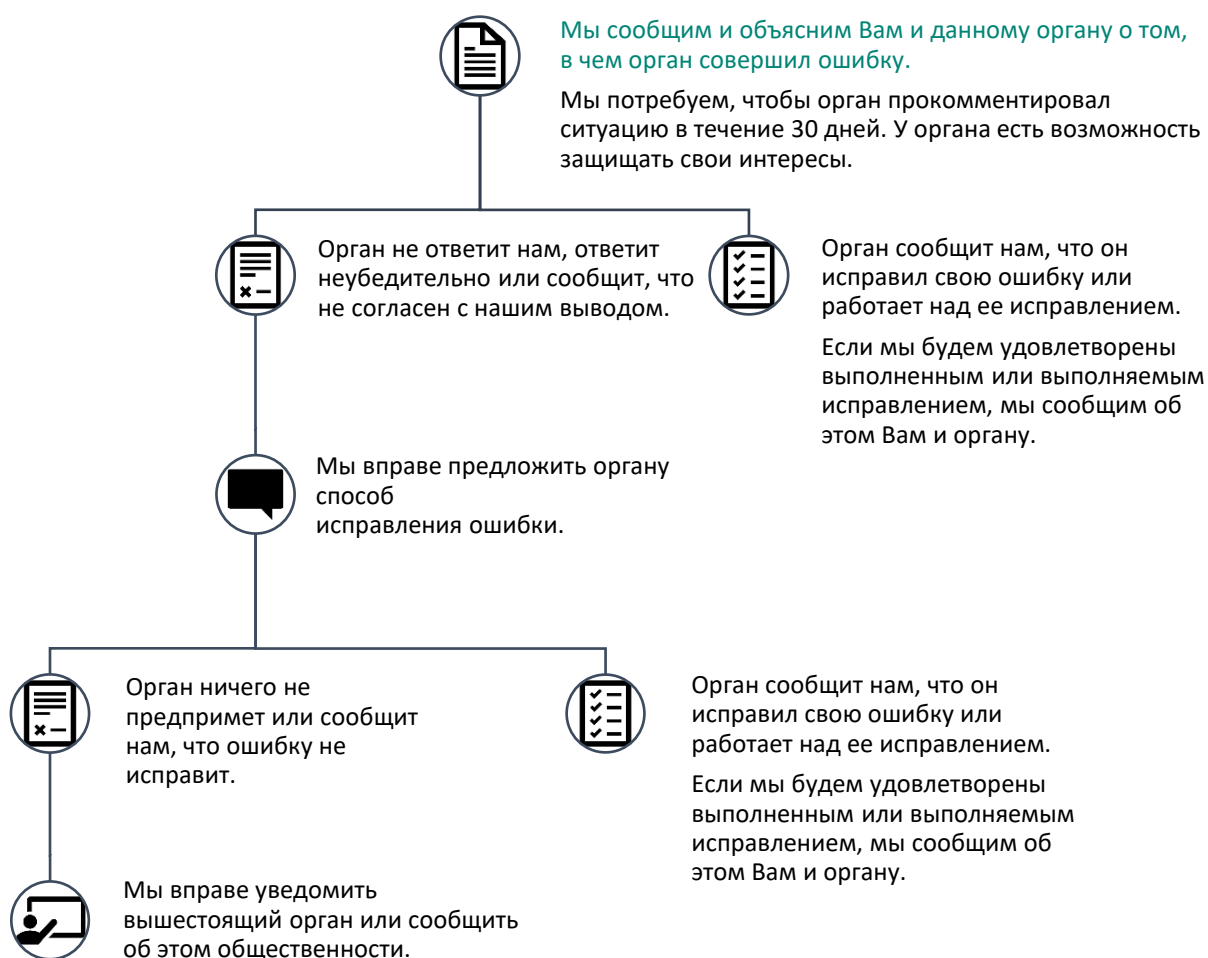 Мы сообщим и объясним Вам и данному органу о том,
в чем орган совершил ошибку.
Мы потребуем, чтобы орган прокомментировал
ситуацию в течение 30 дней. У органа есть возможность
защищать свои интересы.
Орган не ответит нам, ответит
неубедительно или сообщит, что
не согласен с нашим выводом.
Орган сообщит нам, что он
исправил свою ошибку или
работает над ее исправлением.
Если мы будем удовлетворены
выполненным или выполняемым
исправлением, мы сообщим об
этом Вам и органу.
Мы вправе предложить органу
способ
исправления ошибки.
Орган ничего не
предпримет или сообщит
нам, что ошибку не
исправит.
Орган сообщит нам, что он
исправил свою ошибку или
работает над ее исправлением.
Если мы будем удовлетворены
выполненным или выполняемым
исправлением, мы сообщим об
этом Вам и органу.
Мы вправе уведомить
вышестоящий орган или сообщить
об этом общественности.